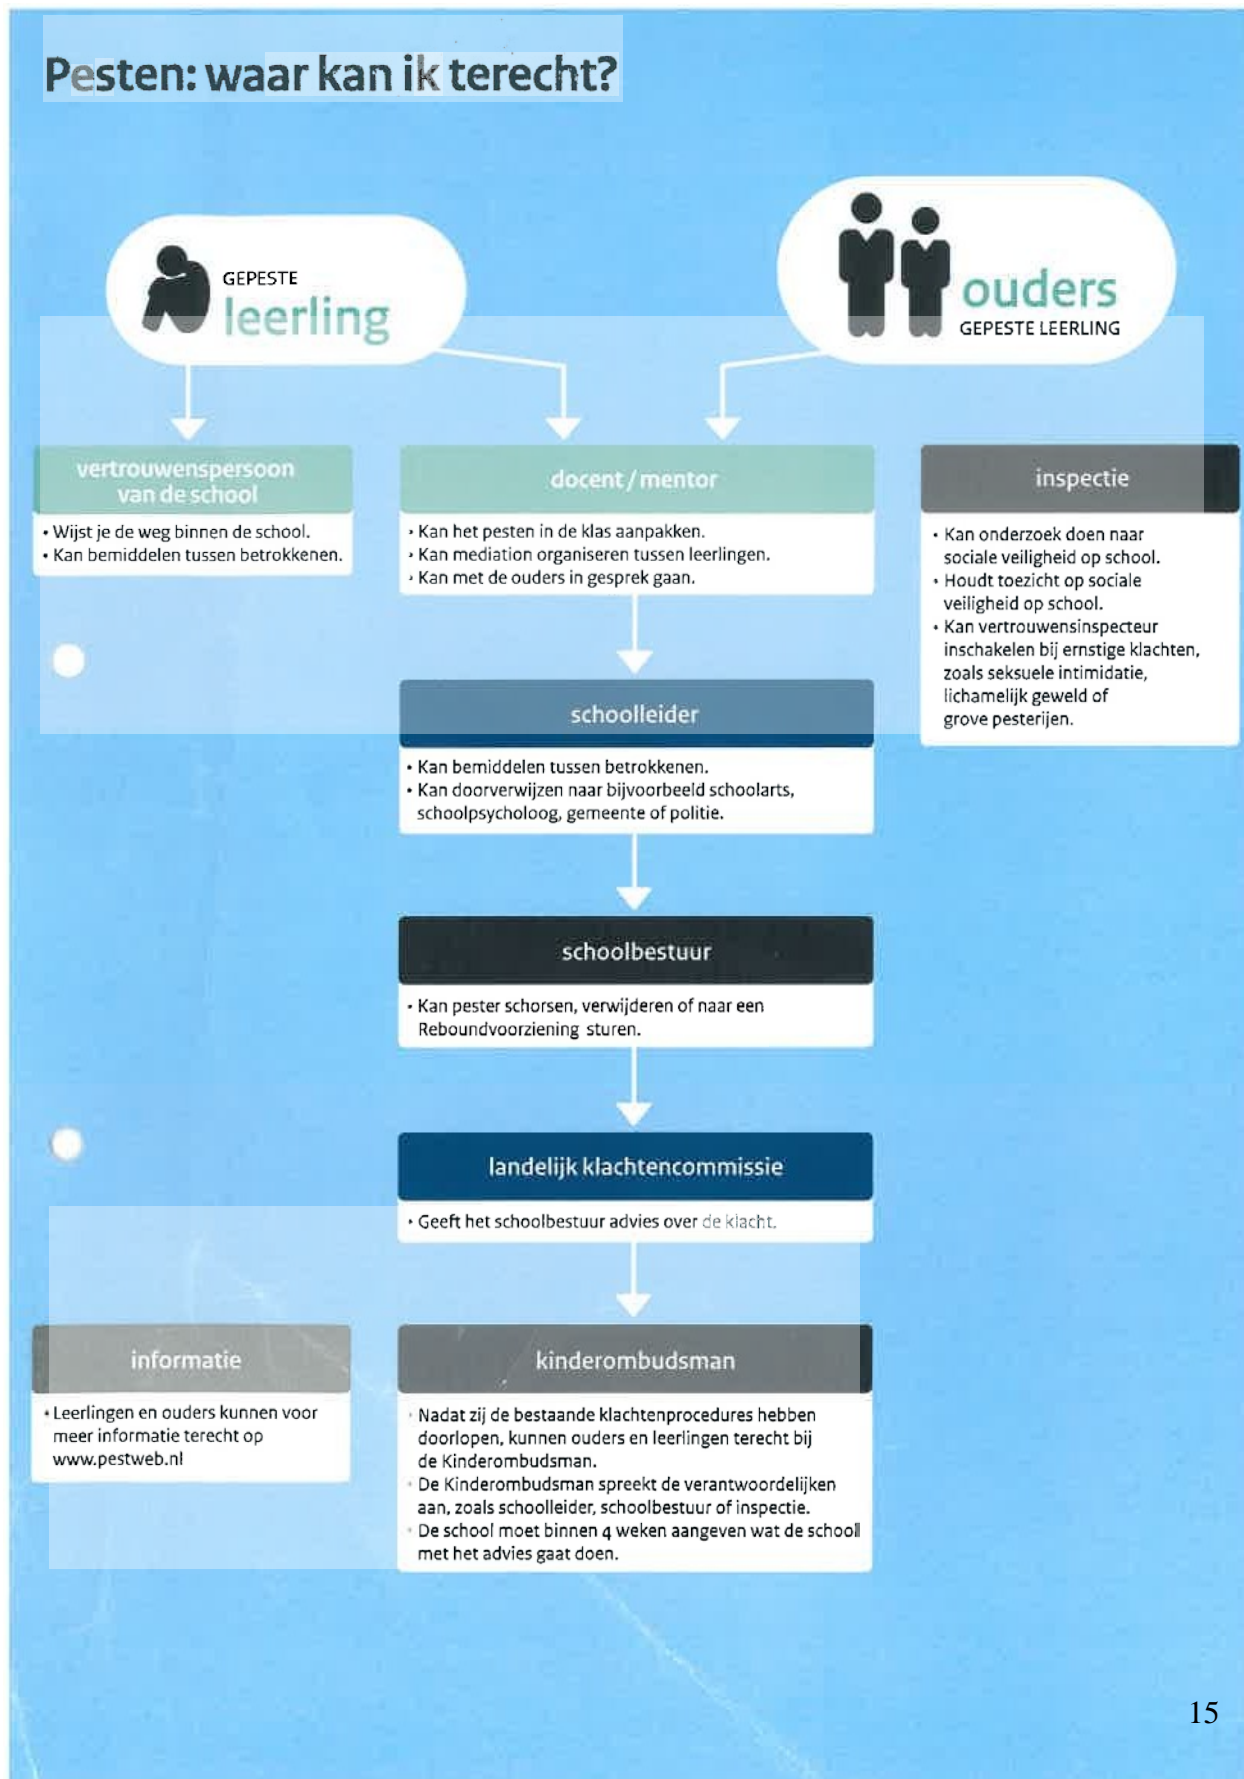 Pesten: waar kan ik terecht?
GEPESTE
leerling
ouders
GEPESTE LEERLING
vertrouwenspersoon
van de school
• Wijst je de weg binnen de school.
• Kan bemiddelen tussen betrokkenen.
docent / mentor
• Kan het pesten in de klas aanpakken.
• Kan mediation organiseren tussen leerlingen.
• Kan met de ouders in gesprek gaan.
inspectie
• Kan onderzoek doen naar
sociale veiligheid op school.
• Houdt toezicht op sociale
veiligheid op school.
• Kan vertrouwensinspecteur
inschakelen bij ernstige klachten,
zoals seksuele intimidatie,
lichamelijk geweld of
grove pesterijen.
schoolleider
• Kan bemiddelen tussen betrokkenen.
• Kan doorverwijzen naar bijvoorbeeld schoolarts,
schoolpsycholoog, gemeente of politie.
schoolbestuur
• Kan pester schorsen, verwijderen of naar een
Reboundvoorziening sturen.
landelijk klachtencommissie
• Geeft het schoolbestuur advies over de klacht.
informatie
• Leerlingen en ouders kunnen voor
meer informatie terecht op
www.pestweb.nl
kinderombudsman
• Nadat zij de bestaande klachtenprocedures hebben
doorlopen, kunnen ouders en leerlingen terecht bij
de Kinderombudsman.
• De Kinderombudsman spreekt de verantwoordelijken
aan, zoals schoolleider, schoolbestuur of inspectie.
• De school moet binnen 4 weken aangeven wat de school
met het advies gaat doen.
15